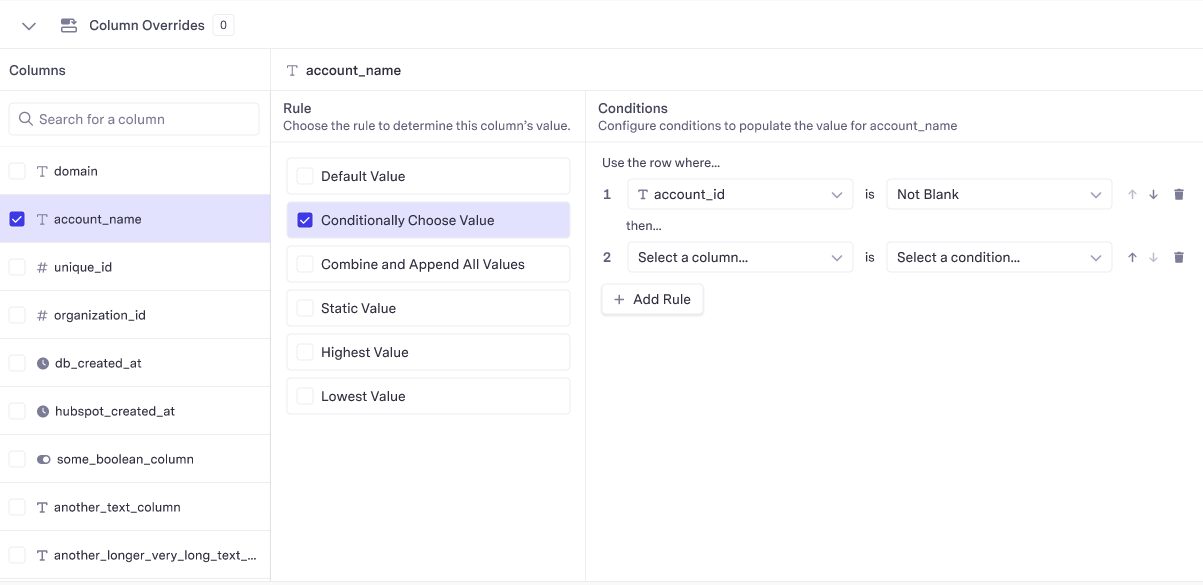 Column Overrides 0
Columns
Search for a column
domain
account_name
# unique_id
# organization_id
db_created_at
hubspot_created_at
some_boolean_column
another_text_column
another_longer_very_long_text_...
account_name
Rule
Choose the rule to determine this column's value.
Default Value
Conditionally Choose Value
Combine and Append All Values
Static Value
Highest Value
Lowest Value
Conditions
Configure conditions to populate the value for account_name
Use the row where...
1 account_id is Not Blank
then...
2 Select a column... is Select a condition...
+ Add Rule